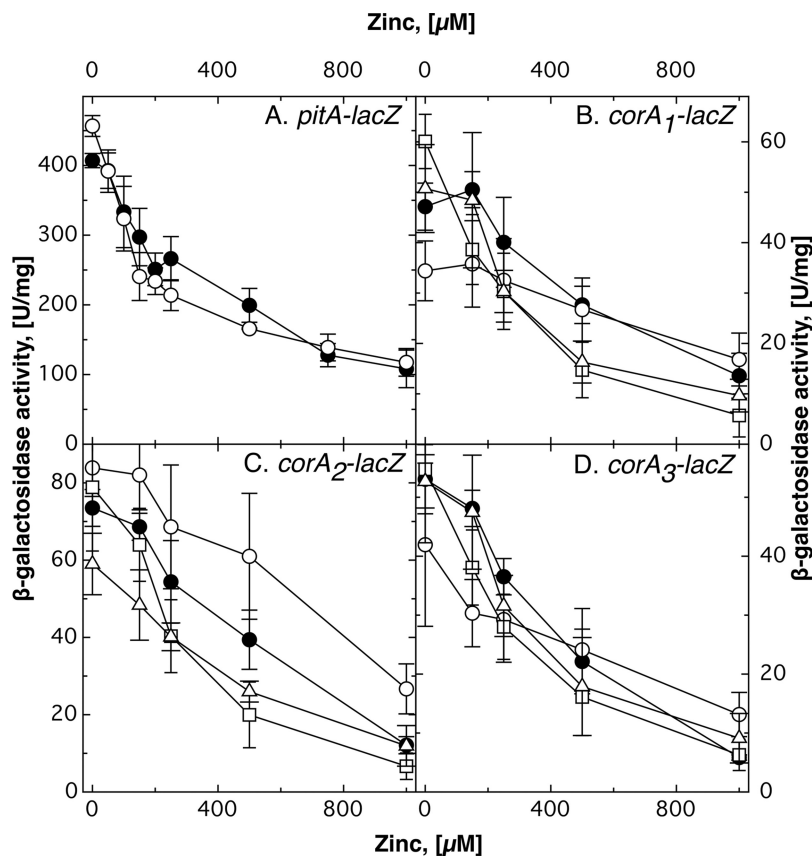 Zinc, [µM]
0 400 800 0 400 800
A. pitA-lacZ
B. corA1-lacZ
400
300
200
100
0
60
40
20
0
β-galactosidase activity, [U/mg]
β-galactosidase activity, [U/mg]
C. corA2-lacZ
D. corA3-lacZ
80
60
40
20
0
40
20
0
0 400 800 0 400 800
Zinc, [µM]